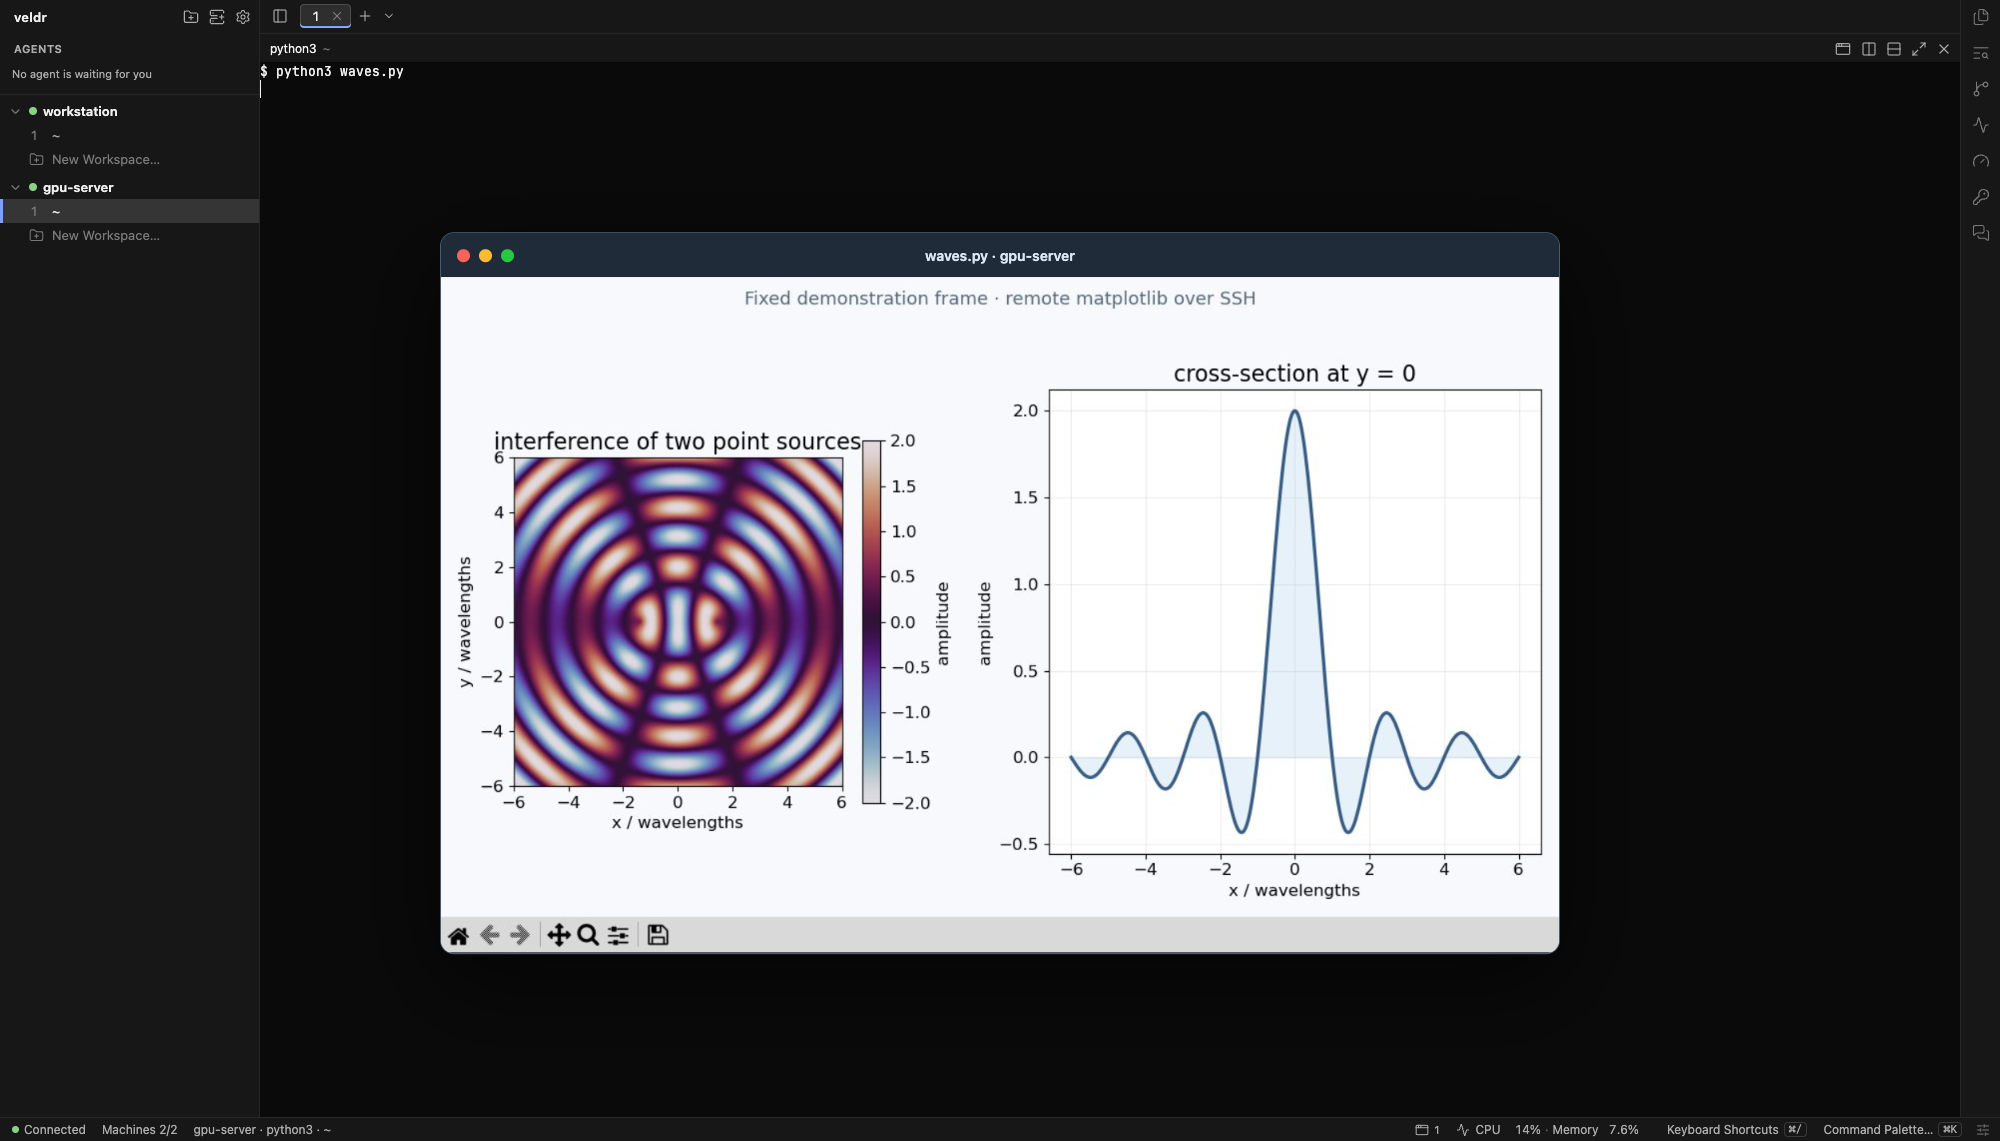 veldr
AGENTS
No agent is waiting for you
workstation
1 ~
New Workspace...
gpu-server
1 ~
New Workspace...
1
python3 ~
$ python3 waves.py
waves.py · gpu-server
Fixed demonstration frame · remote matplotlib over SSH
interference of two point sources
6
4
2
0
−2
−4
−6
y / wavelengths
−6 −4 −2 0 2 4 6
x / wavelengths
2.0
1.5
1.0
0.5
0.0
−0.5
−1.0
−1.5
−2.0
amplitude
cross-section at y = 0
amplitude
2.0
1.5
1.0
0.5
0.0
−0.5
−6 −4 −2 0 2 4 6
x / wavelengths
Connected Machines 2/2 gpu-server · python3 · ~
1 CPU 14% · Memory 7.6% Keyboard Shortcuts ⌘/ Command Palette... ⌘K